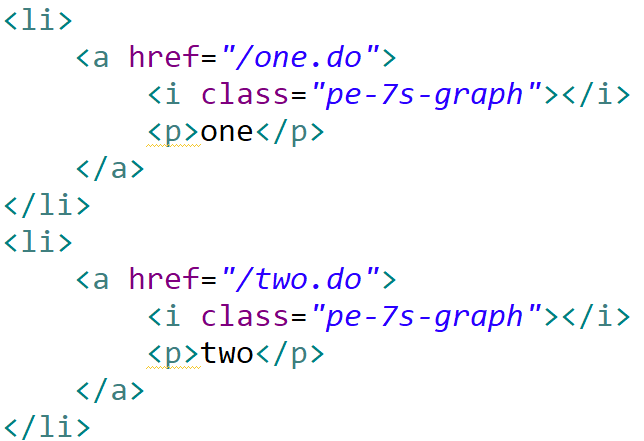 <li>
    <a href="/one.do">
        <i class="pe-7s-graph"></i>
        <p>one</p>
    </a>
</li>
<li>
    <a href="/two.do">
        <i class="pe-7s-graph"></i>
        <p>two</p>
    </a>
</li>